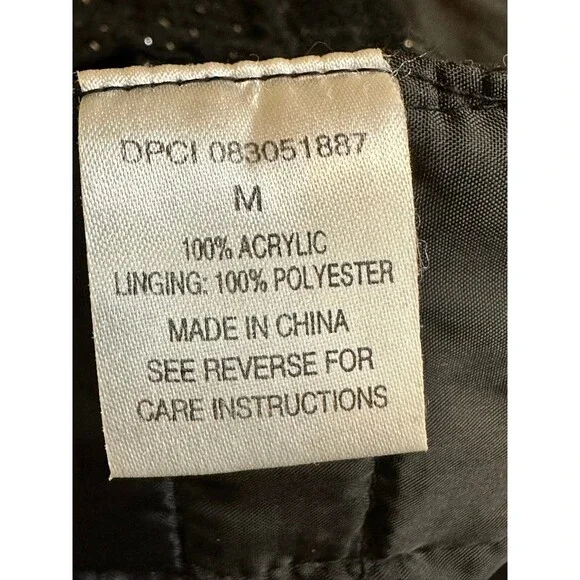 DPCI 083051887
M
100% ACRYLIC
LINGING: 100% POLYESTER
MADE IN CHINA
SEE REVERSE FOR
CARE INSTRUCTIONS